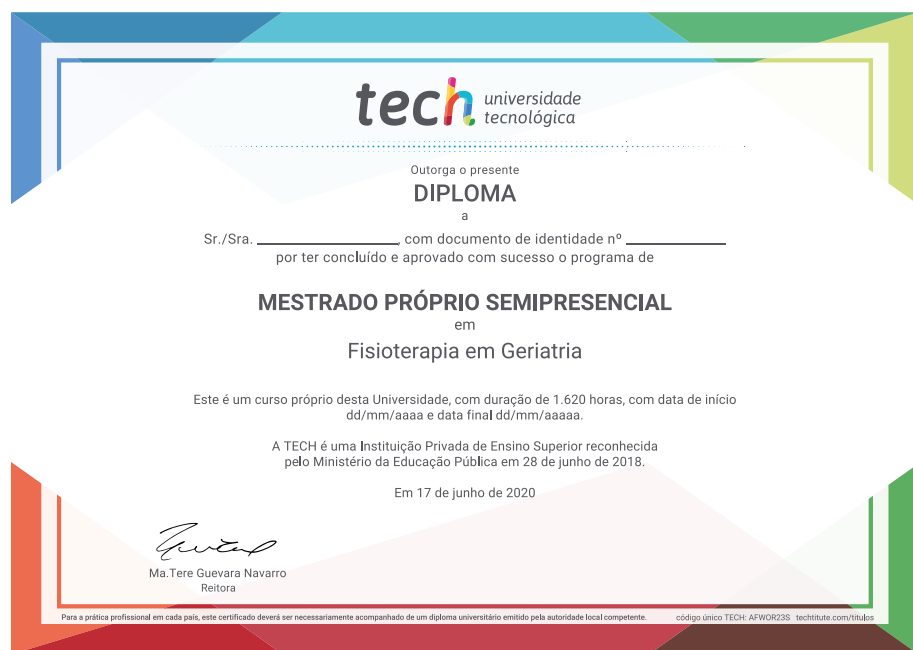 tech universidade
tecnológica
Outorga o presente
DIPLOMA
a
Sr./Sra. ________________, com documento de identidade nº ____________
por ter concluído e aprovado com sucesso o programa de
MESTRADO PRÓPRIO SEMIPRESENCIAL
em
Fisioterapia em Geriatria
Este é um curso próprio desta Universidade, com duração de 1.620 horas, com data de início
dd/mm/aaaa e data final dd/mm/aaaaa.
A TECH é uma Instituição Privada de Ensino Superior reconhecida
pelo Ministério da Educação Pública em 28 de junho de 2018.
Em 17 de junho de 2020
Ma.Tere Guevara Navarro
Reitora
Para a prática profissional em cada país, este certificado deverá ser necessariamente acompanhado de um diploma universitário emitido pela autoridade local competente. código único TECH: AFWOR23S techtitute.com/titulos